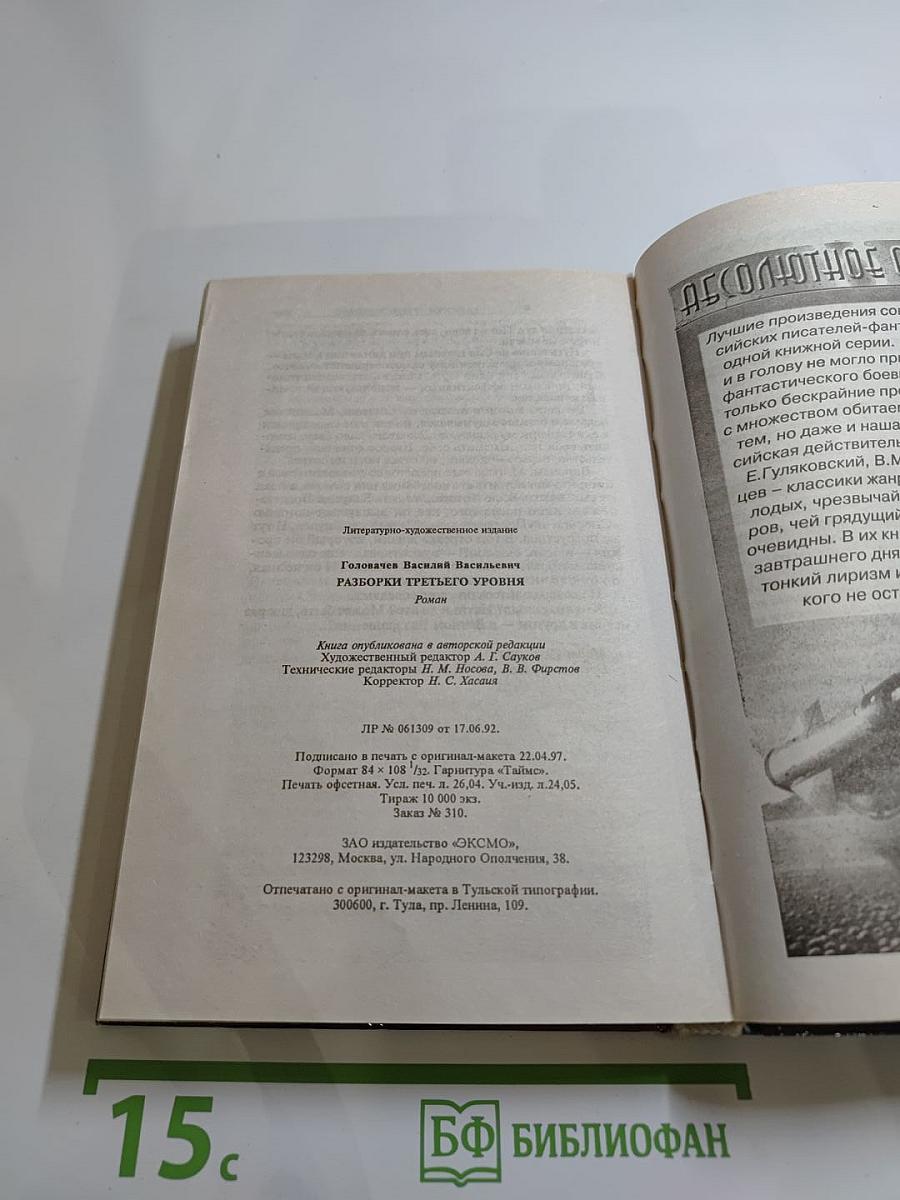 Литературно-художественное издание
Головачев Василий Васильевич
РАЗБОРКИ ТРЕТЬЕГО УРОВНЯ
Роман
Книга опубликована в авторской редакции
Художественный редактор А. Г. Сауков
Технические редакторы Н. М. Носова, В. В. Фирстов
Корректор Н. С. Хасаия
ЛР № 061309 от 17.06.92.
Подписано в печать с оригинал-макета 22.04.97.
Формат 84 × 108 1/32. Гарнитура «Таймс».
Печать офсетная. Усл. печ. л. 26,04. Уч.-изд. л.24,05.
Тираж 10 000 экз.
Заказ № 310.
ЗАО издательство «ЭКСМО»,
123298, Москва, ул. Народного Ополчения, 38.
Отпечатано с оригинал-макета в Тульской типографии.
300600, г. Тула, пр. Ленина, 109.
АБСОЛЮТНОЕ О
Лучшие произведения сов
сийских писателей-фант
одной книжной серии.
и в голову не могло при
фантастического боев
только бескрайние пр
с множеством обитаем
тем, но даже и наша
сийская действитель
Е.Гуляковский, В.М
цев – классики жанр
лодых, чрезвычай
ров, чей грядущий
очевидны. В их кн
завтрашнего дня
тонкий лиризм и
кого не ост
15 с
БФ БИБЛИОФАН